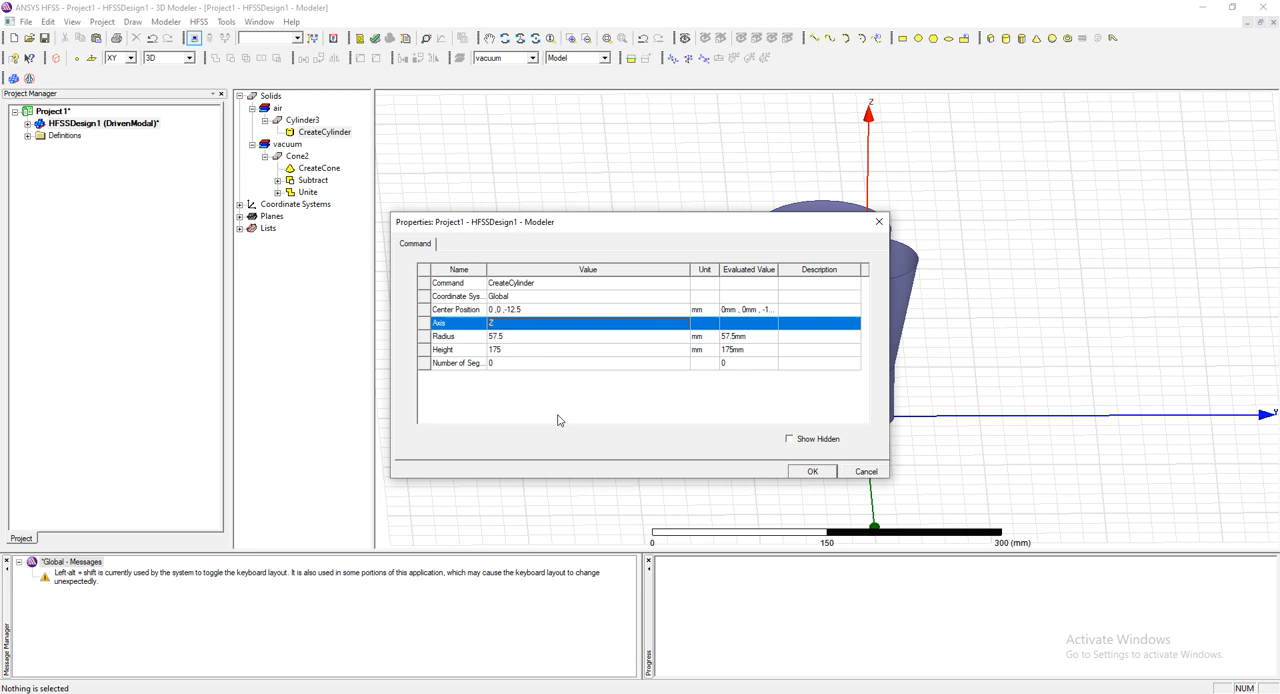 ANSYS HFSS - Project1 - HFSSDesign1 - 3D Modeler - [Project1 - HFSSDesign1 - Modeler]
File Edit View Project Draw Modeler HFSS Tools Window Help
XY 3D vacuum Model
Project Manager
Project1*
HFSSDesign1 (DrivenModal)*
Definitions
Project
Solids
air
Cylinder3
CreateCylinder
vacuum
Cone2
CreateCone
Subtract
Unite
Coordinate Systems
Planes
Lists
Z
Properties: Project1 - HFSSDesign1 - Modeler
Command
Name Value Unit Evaluated Value Description
Command CreateCylinder
Coordinate Sys... Global
Center Position 0 ,0 ,-12.5 mm 0mm , 0mm , -1...
Axis Z
Radius 57.5 mm 57.5mm
Height 175 mm 175mm
Number of Seg... 0 0
Show Hidden
OK Cancel
Y
0 150 300 (mm)
*Global - Messages
Left-alt + shift is currently used by the system to toggle the keyboard layout. It is also used in some portions of this application, which may cause the keyboard layout to change
unexpectedly.
Message Manager
Progress
Activate Windows
Go to Settings to activate Windows.
Nothing is selected
NUM